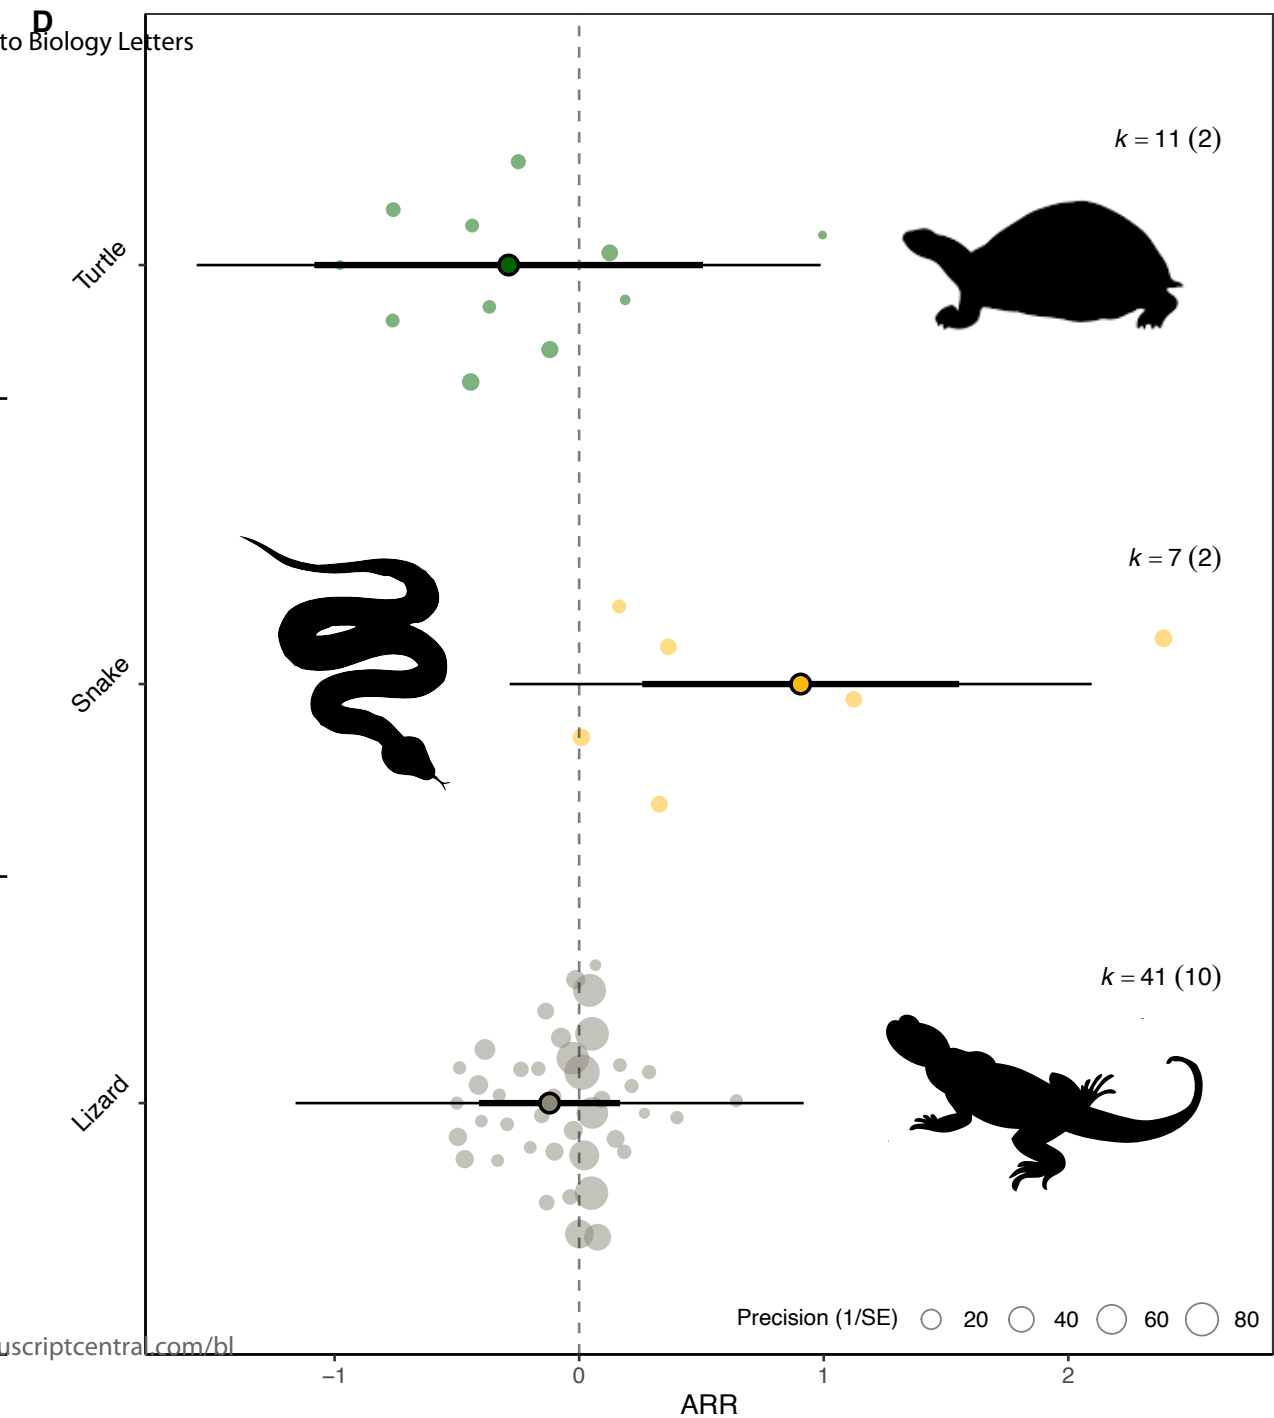 D
to Biology Letters
k = 11 (2)
Turtle
k = 7 (2)
Snake
k = 41 (10)
Lizard
Precision (1/SE) 20 40 60 80
uscriptcentral.com/bl
−1 0 1 2
ARR